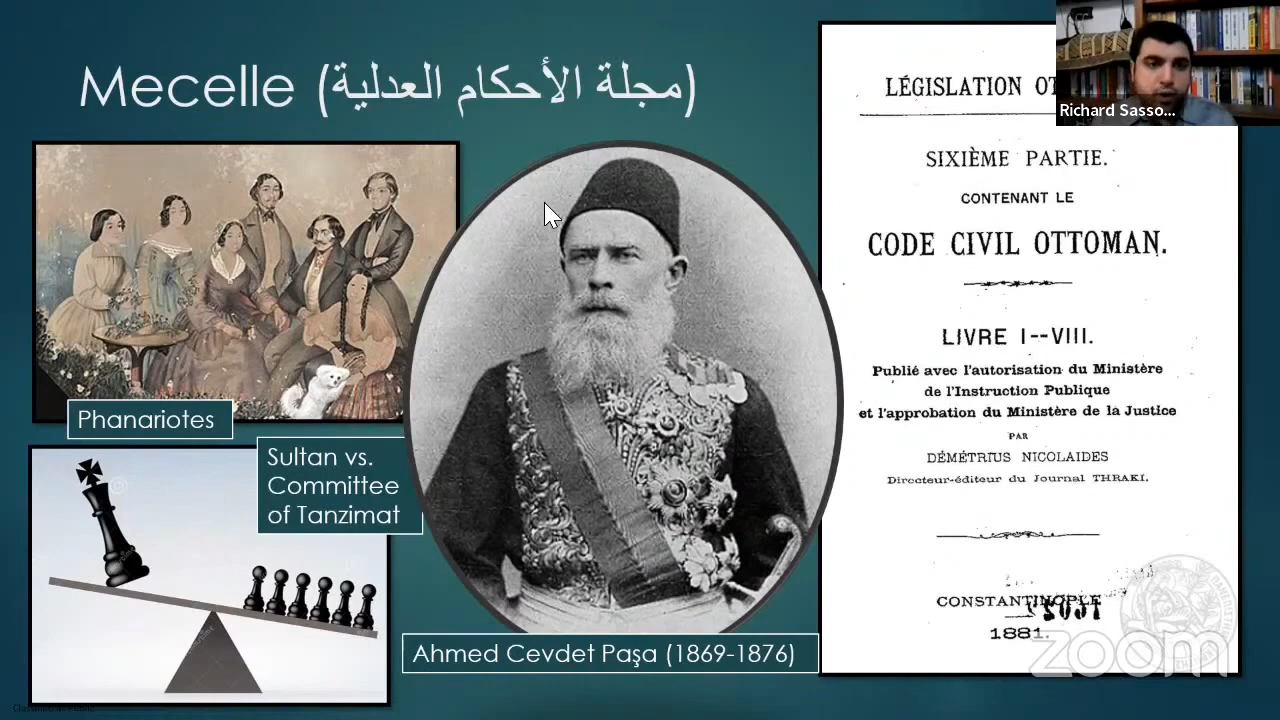 Mecelle (مجلة الأحكام العدلية)
Phanariotes
Sultan vs.
Committee
of Tanzimat
Ahmed Cevdet Paşa (1869-1876)
LÉGISLATION
SIXIÈME PARTIE.
CONTENANT LE
CODE CIVIL OTTOMAN.
LIVRE I--VIII.
Publié avec l'autorisation du Ministère
de l'Instruction Publique
et l'approbation du Ministère de la Justice
PAR
DÉMÉTRIUS NICOLAIDES
Directeur-éditeur du Journal THRAKI.
CONSTANTINOPLE
1881.
Richard Sasso...
zoom